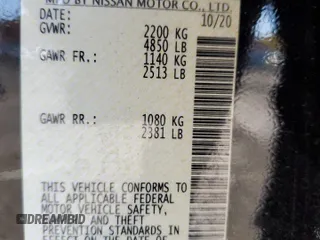 MFD BY NISSAN MOTOR CO., LTD.
DATE: 10/20
GVWR: 2200 KG
4850 LB
GAWR FR.: 1140 KG
2513 LB
GAWR RR.: 1080 KG
2381 LB
THIS VEHICLE CONFORMS TO
ALL APPLICABLE FEDERAL
MOTOR VEHICLE SAFETY,
AND THEFT
PREVENTION STANDARDS IN
EFFECT ON THE DATE OF
DREAMBID